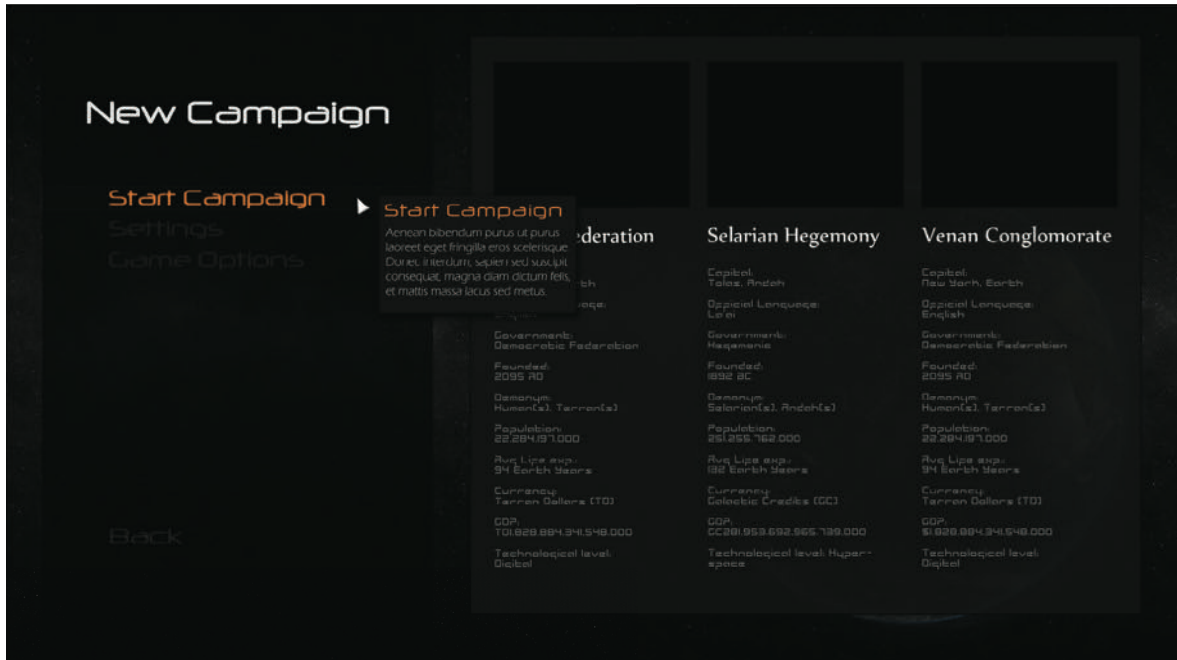 New Campaign
Start Campaign
Settings
Game Options
Back
Start Campaign
Aenean bibendum purus ut purus
laoreet eget fringilla eros scelerisque
Donec interdum, sapien sed suscipit
consequat, magna diam dictum felis,
et mattis massa lacus sed metus.
deration
English
Government:
Democratic Federation
Founded:
2095 AD
Demonym:
Human(s), Terran(s)
Population:
22.284.197.000
Avg Life exp.:
94 Earth Years
Currency:
Terran Dollars (TD)
GDP:
TD1.828.884.341.548.000
Technological level:
Digital
Selarian Hegemony
Capital:
Talas, Andah
Official Language:
La'ai
Government:
Hegemonic
Founded:
1892 BC
Demonym:
Selarian(s), Andah(s)
Population:
251.255.762.000
Avg Life exp.:
132 Earth Years
Currency:
Galactic Credits (GC)
GDP:
GC281.953.692.965.739.000
Technological level: Hyper-
space
Venan Conglomorate
Capital:
New York, Earth
Official Language:
English
Government:
Democratic Federation
Founded:
2095 AD
Demonym:
Human(s), Terran(s)
Population:
22.284.197.000
Avg Life exp.:
94 Earth Years
Currency:
Terran Dollars (TD)
GDP:
$1.828.884.341.548.000
Technological level:
Digital